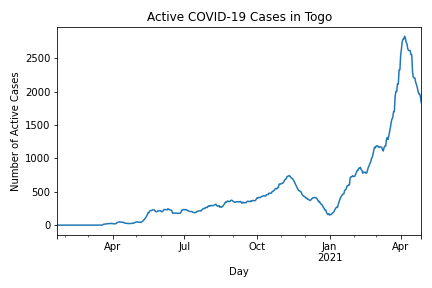 Active COVID-19 Cases in Togo
Number of Active Cases
2500
2000
1500
1000
500
0
Apr
Jul
Oct
Jan
2021
Apr
Day